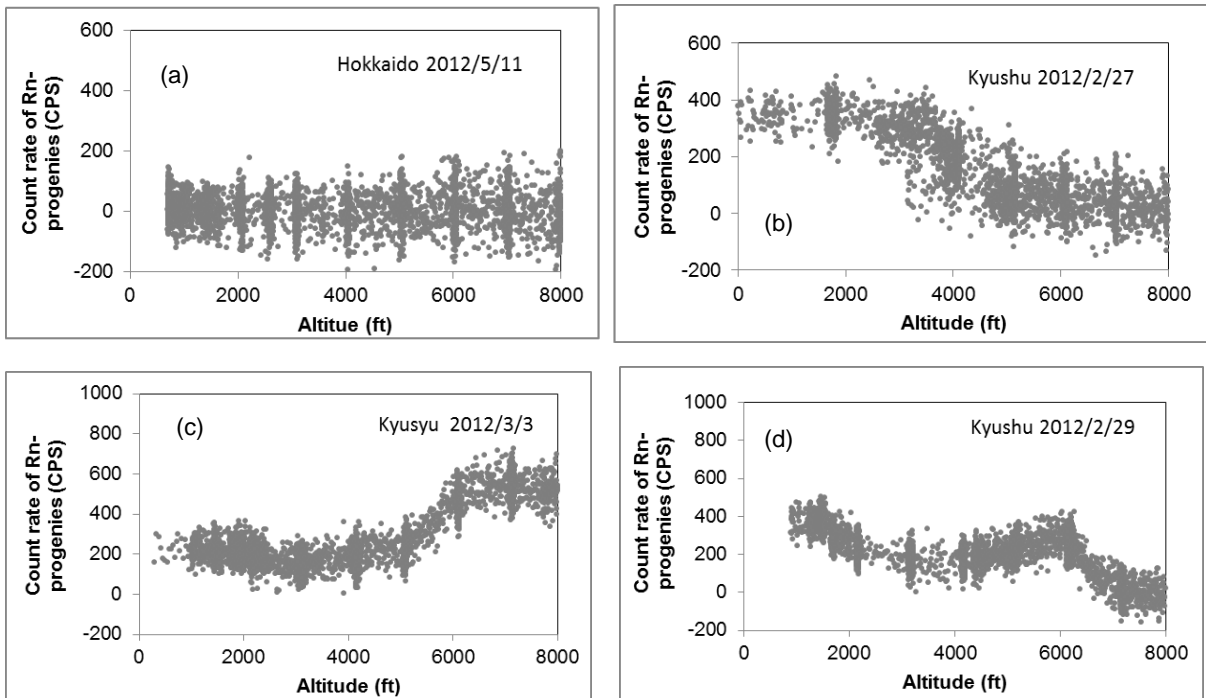 600
400
200
0
-200
Count rate of Rn-
progenies (CPS)
(a)
Hokkaido 2012/5/11
0
2000
4000
6000
8000
Altitue (ft)
600
400
200
0
-200
Count rate of Rn-
progenies (CPS)
Kyushu 2012/2/27
(b)
0
2000
4000
6000
8000
Altitude (ft)
1000
800
600
400
200
0
-200
Count rate of Rn-
progenies (CPS)
(c)
Kyusyu 2012/3/3
0
2000
4000
6000
8000
Altitude (ft)
1000
800
600
400
200
0
-200
Count rate of Rn-
progenies (CPS)
(d)
Kyushu 2012/2/29
0
2000
4000
6000
8000
Altitude (ft)